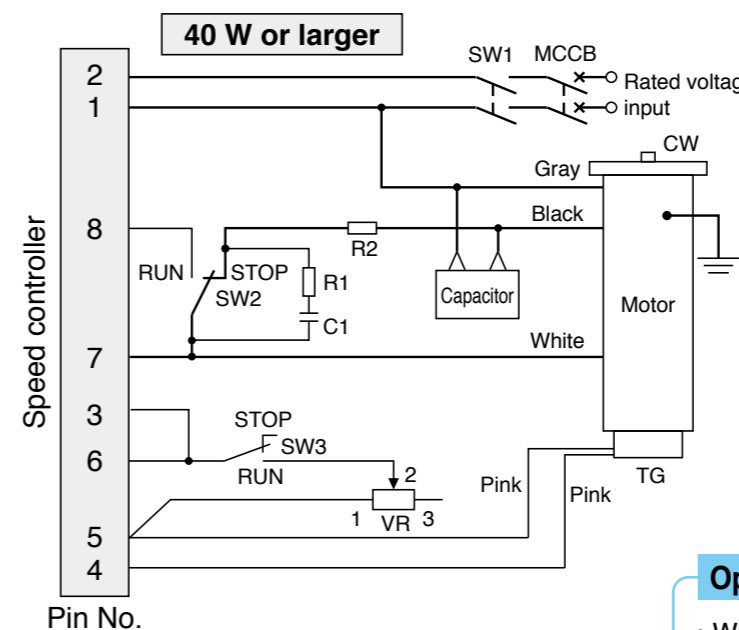 40 W or larger
SW1 MCCB
2
Rated voltag
1
input
CW
Gray
Black
8
R2
RUN STOP
SW2
R1
Capacitor
C1
Motor
White
7
Speed controller
3
STOP
SW3
6
RUN
2
Pink
Pink
TG
1 VR 3
5
4
Op
Pin No.